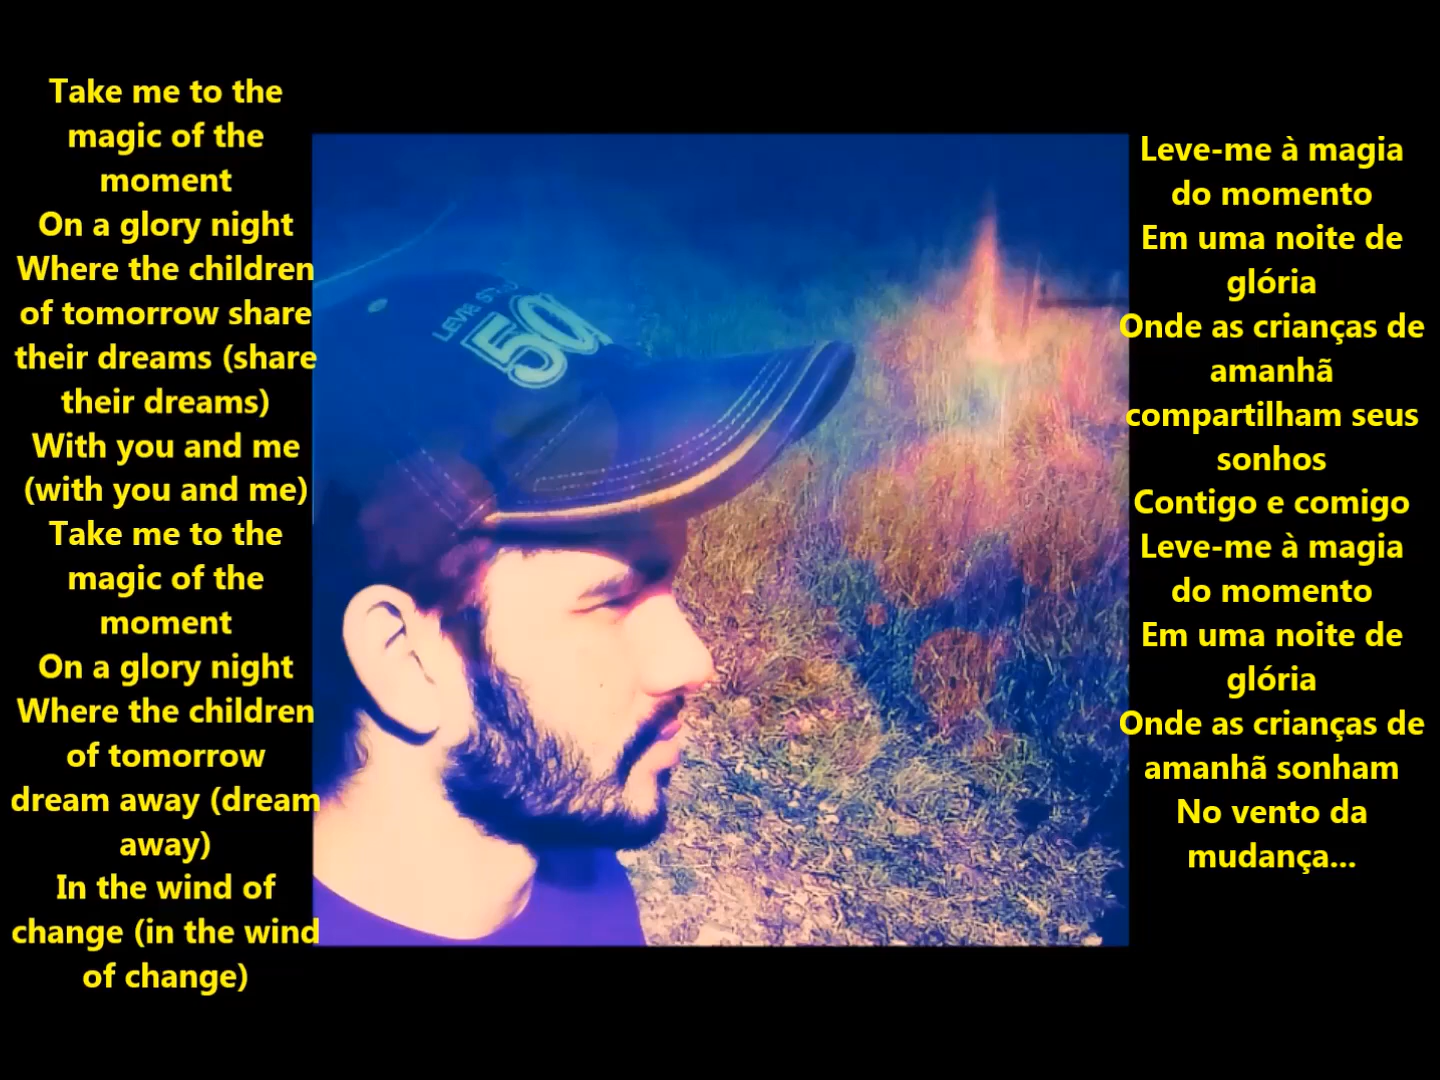 Take me to the
magic of the
moment
On a glory night
Where the children
of tomorrow share
their dreams (share
their dreams)
With you and me
(with you and me)
Take me to the
magic of the
moment
On a glory night
Where the children
of tomorrow
dream away (dream
away)
In the wind of
change (in the wind
of change)
50
Leve-me à magia
do momento
Em uma noite de
glória
Onde as crianças de
amanhã
compartilham seus
sonhos
Contigo e comigo
Leve-me à magia
do momento
Em uma noite de
glória
Onde as crianças de
amanhã sonham
No vento da
mudança...